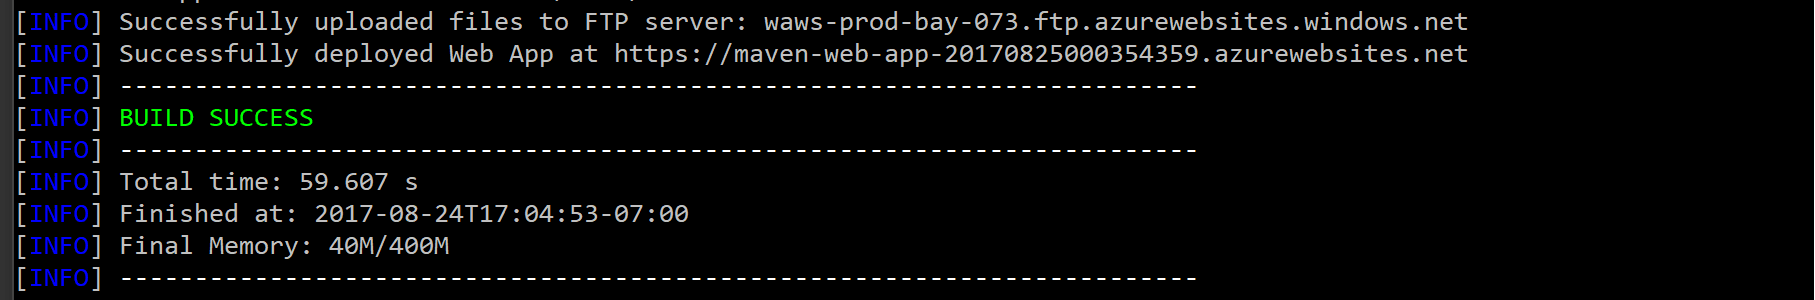 [INFO] Successfully uploaded files to FTP server: waws-prod-bay-073.ftp.azurewebsites.windows.net
[INFO] Successfully deployed Web App at https://maven-web-app-20170825000354359.azurewebsites.net
[INFO] ------------------------------------------------------------------------
[INFO] BUILD SUCCESS
[INFO] ------------------------------------------------------------------------
[INFO] Total time: 59.607 s
[INFO] Finished at: 2017-08-24T17:04:53-07:00
[INFO] Final Memory: 40M/400M
[INFO] ------------------------------------------------------------------------